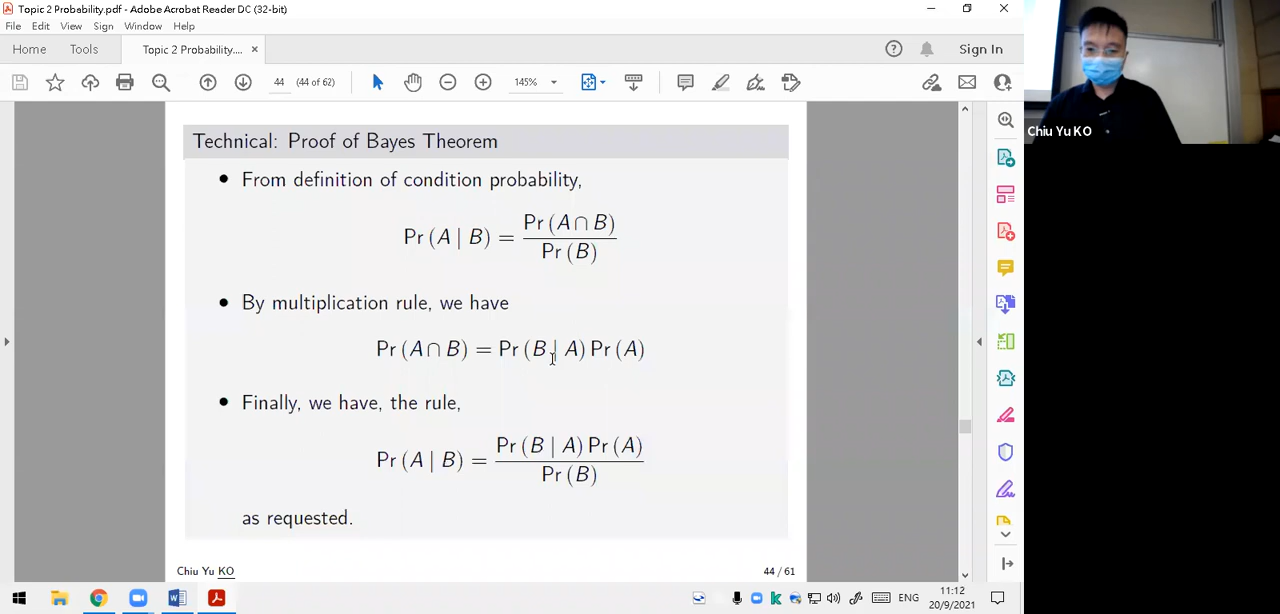 Topic 2 Probability.pdf - Adobe Acrobat Reader DC (32-bit)
File Edit View Sign Window Help
Home Tools Topic 2 Probability.... × Sign In
44 (44 of 62) 145%
Chiu Yu KO
Technical: Proof of Bayes Theorem
• From definition of condition probability,
Pr (A | B) = Pr (A ∩ B) / Pr (B)
• By multiplication rule, we have
Pr (A ∩ B) = Pr (B | A) Pr (A)
• Finally, we have, the rule,
Pr (A | B) = Pr (B | A) Pr (A) / Pr (B)
as requested.
Chiu Yu KO 44 / 61
ENG 11:12
20/9/2021